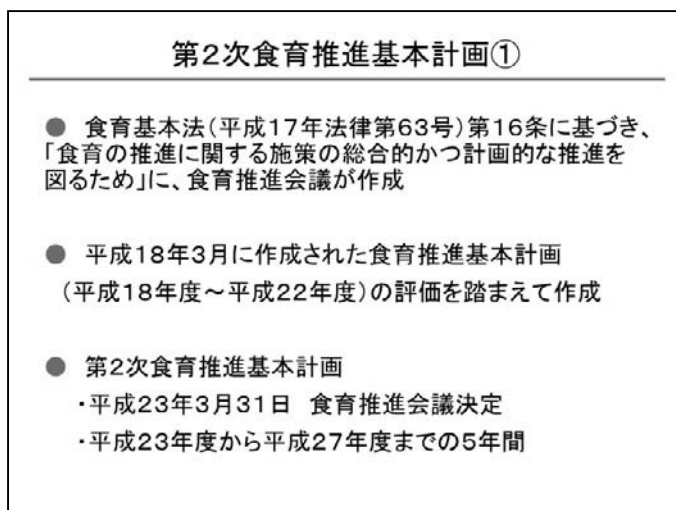 第2次食育推進基本計画①
● 食育基本法(平成17年法律第63号)第16条に基づき、
「食育の推進に関する施策の総合的かつ計画的な推進を
図るため」に、食育推進会議が作成
● 平成18年3月に作成された食育推進基本計画
(平成18年度~平成22年度)の評価を踏まえて作成
● 第2次食育推進基本計画
・平成23年3月31日 食育推進会議決定
・平成23年度から平成27年度までの5年間